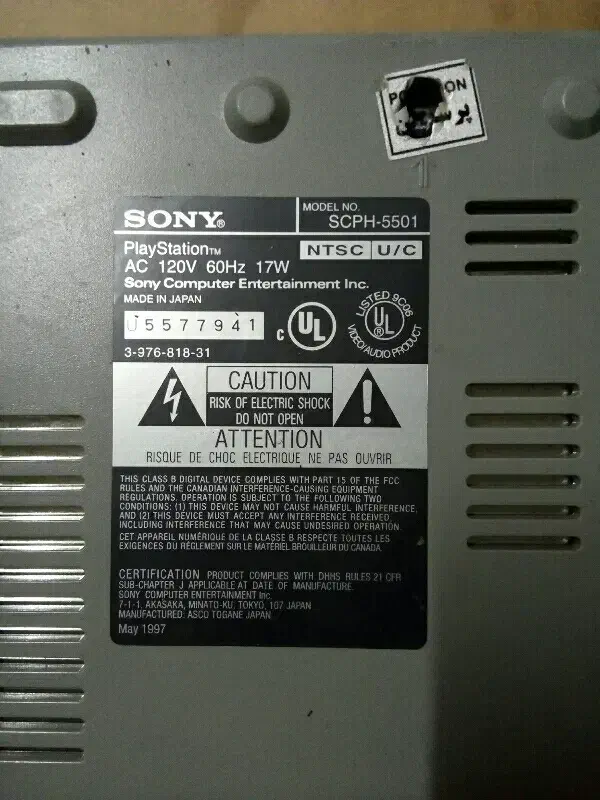 SONY®
MODEL NO.
SCPH-5501
PlayStation™
NTSC U/C
AC 120V 60Hz 17W
Sony Computer Entertainment Inc.
MADE IN JAPAN
U5577941
3-976-818-31
C UL®
LISTED 9C06
UL®
VIDEO/AUDIO PRODUCT
CAUTION
RISK OF ELECTRIC SHOCK
DO NOT OPEN
ATTENTION
RISQUE DE CHOC ELECTRIQUE NE PAS OUVRIR
THIS CLASS B DIGITAL DEVICE COMPLIES WITH PART 15 OF THE FCC
RULES AND THE CANADIAN INTERFERENCE-CAUSING EQUIPMENT
REGULATIONS. OPERATION IS SUBJECT TO THE FOLLOWING TWO
CONDITIONS: (1) THIS DEVICE MAY NOT CAUSE HARMFUL INTERFERENCE,
AND (2) THIS DEVICE MUST ACCEPT ANY INTERFERENCE RECEIVED,
INCLUDING INTERFERENCE THAT MAY CAUSE UNDESIRED OPERATION.
CET APPAREIL NUMÉRIQUE DE LA CLASSE B RESPECTE TOUTES LES
EXIGENCES DU RÉGLEMENT SUR LE MATÉRIEL BROUILLEUR DU CANADA.
CERTIFICATION PRODUCT COMPLIES WITH DHHS RULES 21 CFR
SUB-CHAPTER J APPLICABLE AT DATE OF MANUFACTURE.
SONY COMPUTER ENTERTAINMENT Inc.
7-1-1. AKASAKA, MINATO-KU, TOKYO, 107 JAPAN
MANUFACTURED: ASCO TOGANE JAPAN
May 1997
1